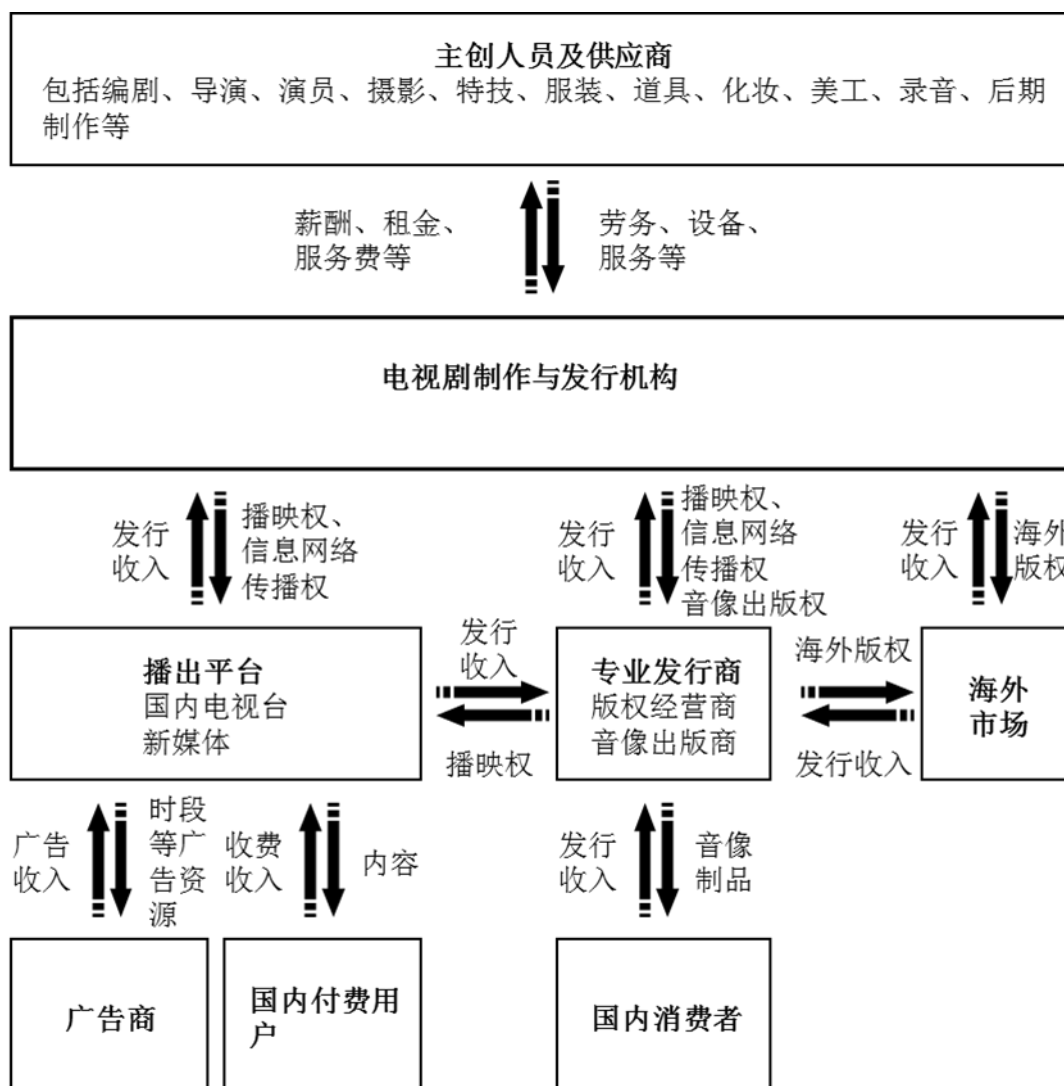 主创人员及供应商
包括编剧、导演、演员、摄影、特技、服装、道具、化妆、美工、录音、后期
制作等
薪酬、租金、
服务费等
劳务、设备、
服务等
电视剧制作与发行机构
发行
收入
播映权、
信息网络
传播权
发行
收入
播映权、
信息网络
传播权
音像出版权
发行
收入
海外
版权
播出平台
国内电视台
新媒体
发行
收入
播映权
专业发行商
版权经营商
音像出版商
海外版权
发行收入
海外
市场
广告
收入
时段
等广
告资
源
收费
收入
内容
发行
收入
音像
制品
广告商
国内付费用
户
国内消费者